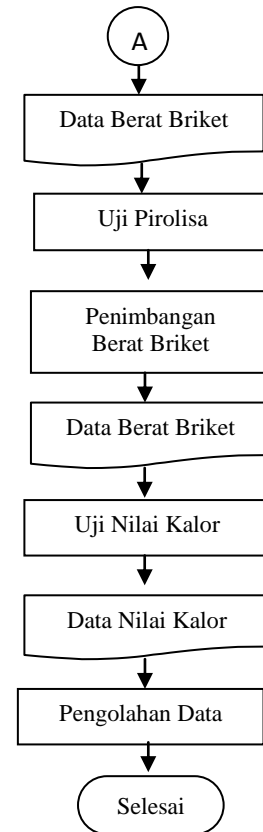 A
Data Berat Briket
Uji Pirolisa
Penimbangan
Berat Briket
Data Berat Briket
Uji Nilai Kalor
Data Nilai Kalor
Pengolahan Data
Selesai